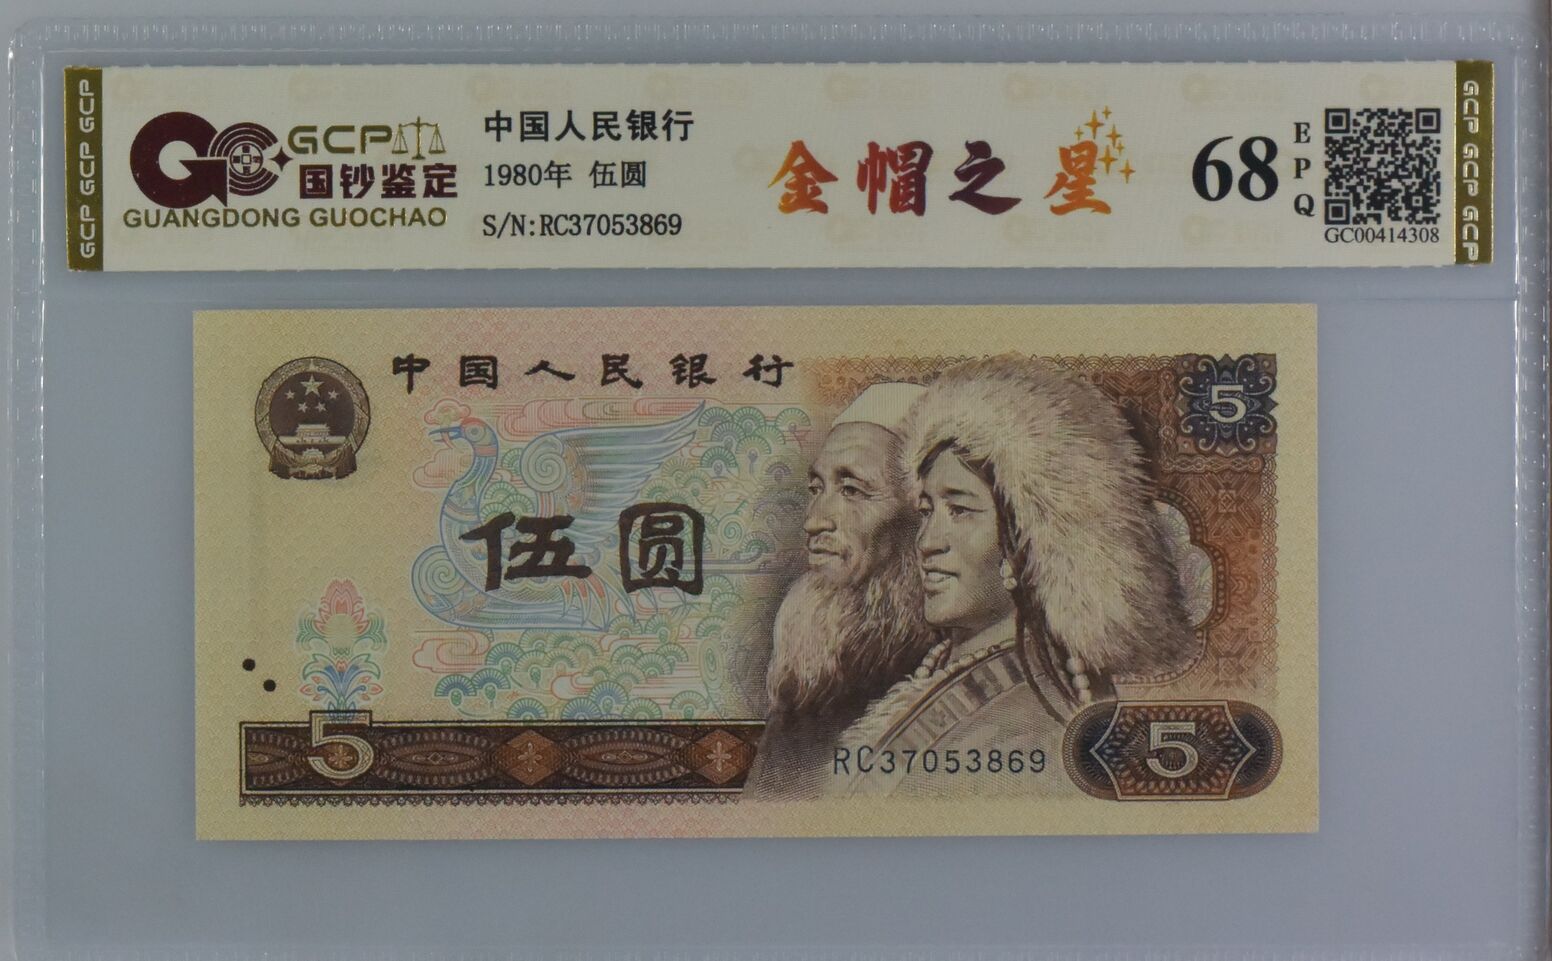 GCP GCP GCP
GCP
国钞鉴定
GUANGDONG GUOCHAO
中国人民银行
1980年 伍圆
S/N:RC37053869
金帽之星
68
EPQ
GC00414308
GCP GCP GCP
中国人民银行
5
伍圆
5
RC37053869
5